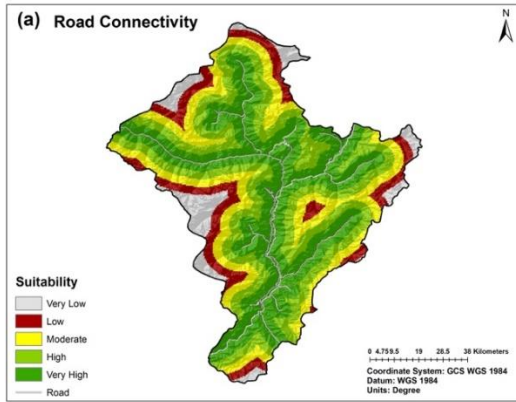 (a) Road Connectivity
N
Suitability
Very Low
Low
Moderate
High
Very High
Road
0 4.759.5 19 28.5 38 Kilometers
Coordinate System: GCS WGS 1984
Datum: WGS 1984
Units: Degree